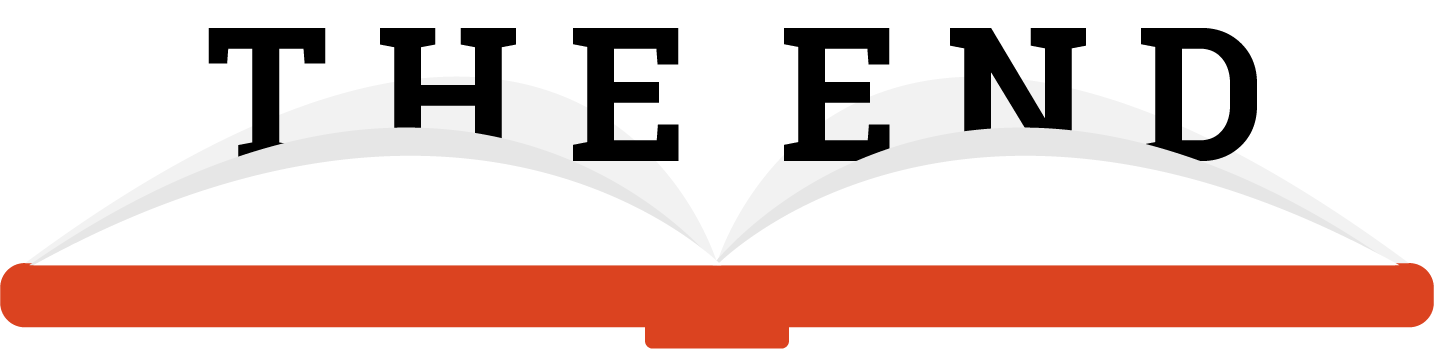 THE END